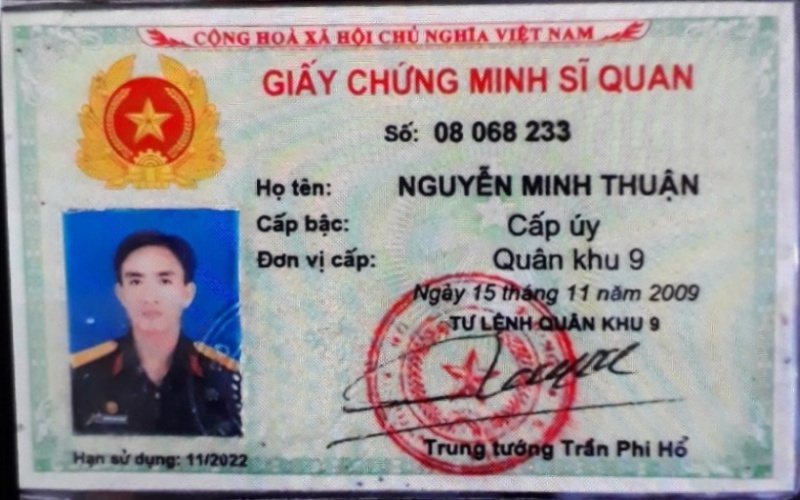 CỘNG HOÀ XÃ HỘI CHỦ NGHĨA VIỆT NAM
GIẤY CHỨNG MINH SĨ QUAN
Số: 08 068 233
Họ tên: NGUYỄN MINH THUẬN
Cấp bậc: Cấp úy
Đơn vị cấp: Quân khu 9
Ngày 15 tháng 11 năm 2009
TƯ LỆNH QUÂN KHU 9
Trung tướng Trần Phi Hổ
Hạn sử dụng: 11/2022